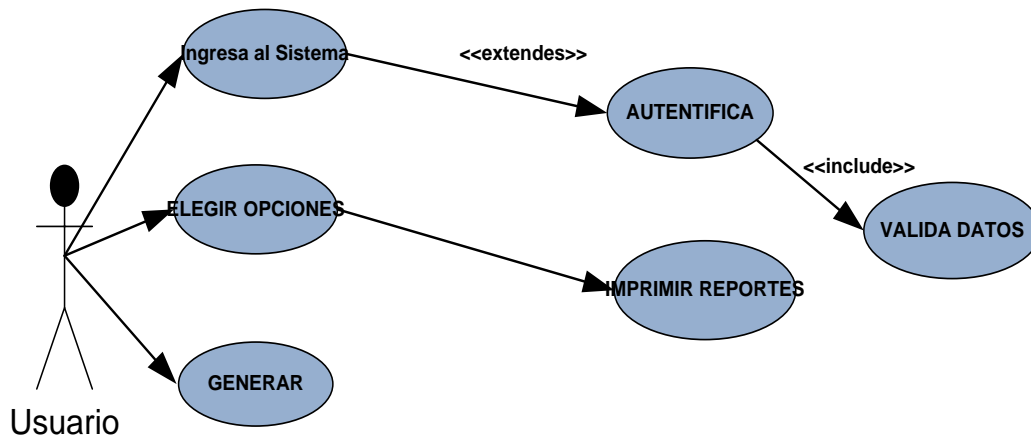 Ingresa al Sistema
<<extendes>>
AUTENTIFICA
<<include>>
ELEGIR OPCIONES
VALIDA DATOS
IMPRIMIR REPORTES
GENERAR
Usuario